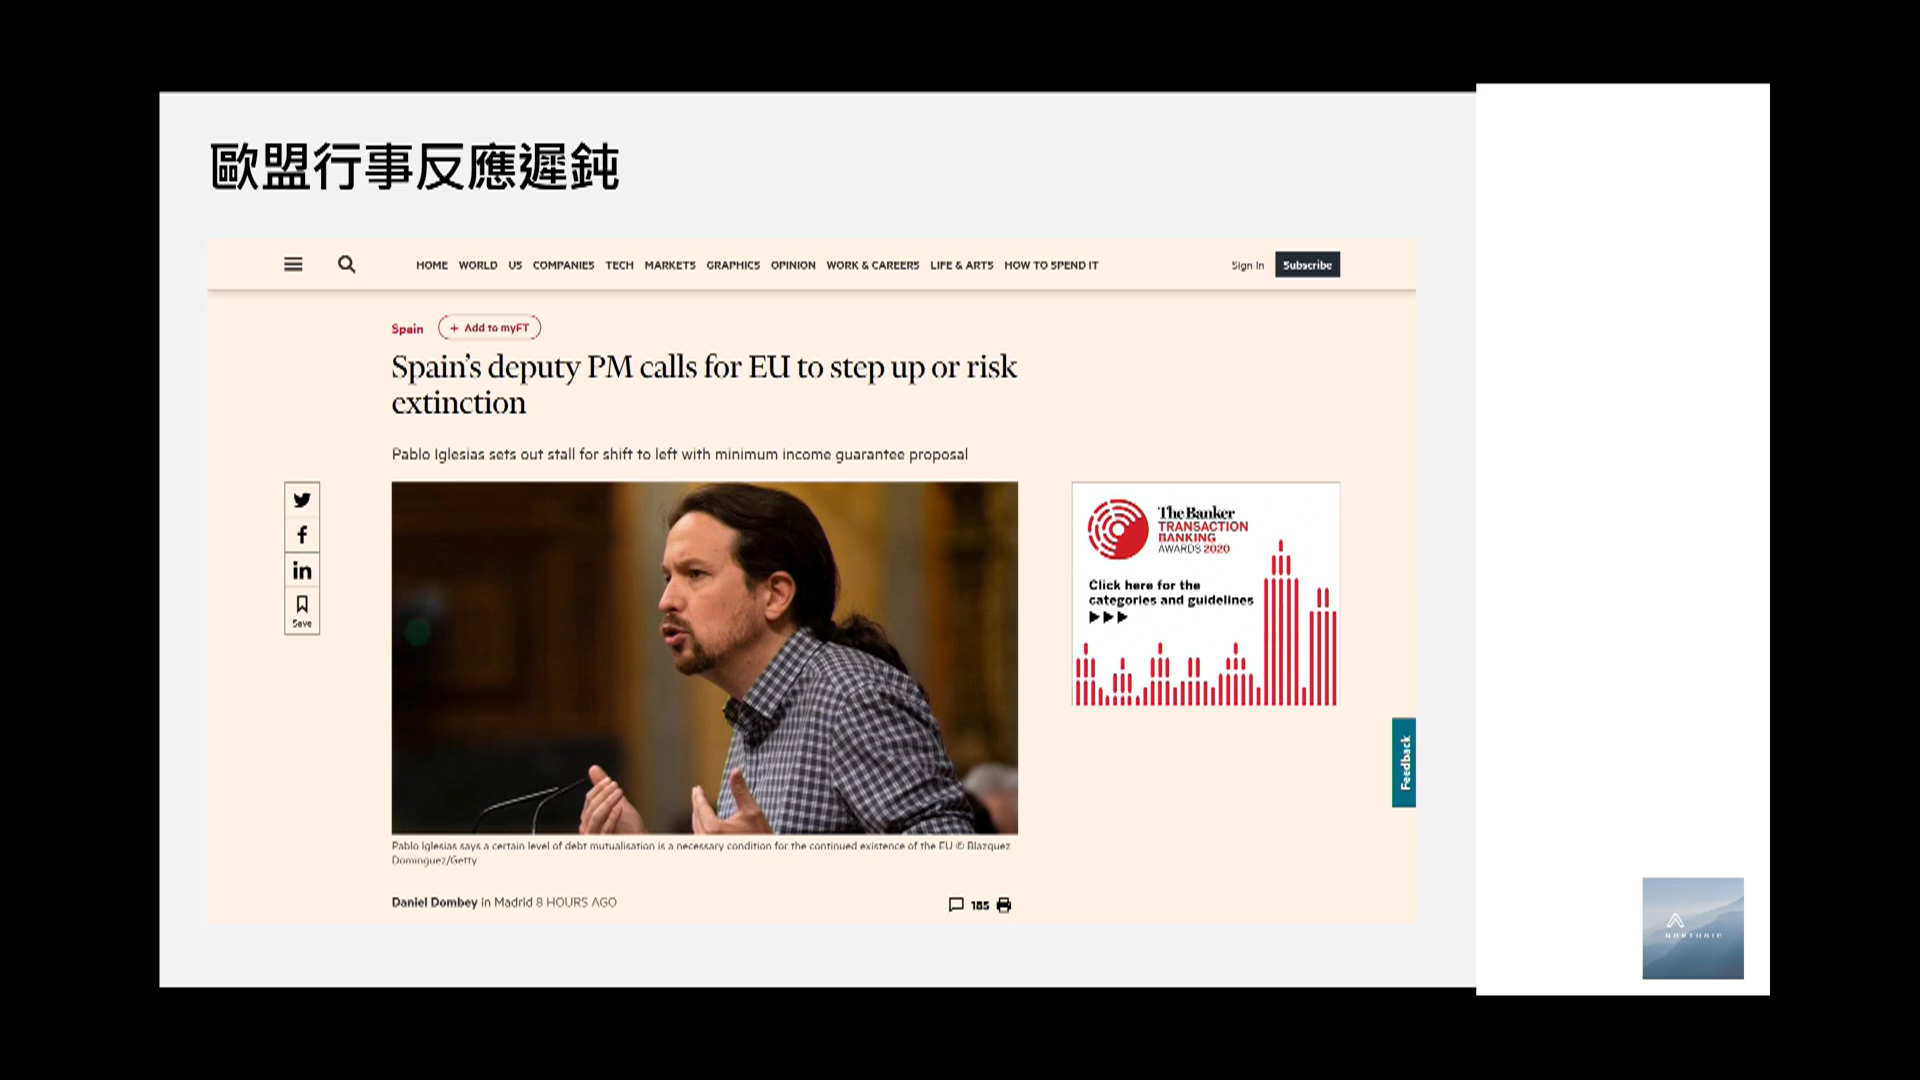 歐盟行事反應遲鈍
HOME WORLD US COMPANIES TECH MARKETS GRAPHICS OPINION WORK & CAREERS LIFE & ARTS HOW TO SPEND IT
Sign In
Subscribe
Spain
+ Add to myFT
Spain's deputy PM calls for EU to step up or risk
extinction
Pablo Iglesias sets out stall for shift to left with minimum income guarantee proposal
Save
The Banker
TRANSACTION
BANKING
AWARDS 2020
Click here for the
categories and guidelines
Feedback
Pablo Iglesias says a certain level of debt mutualisation is a necessary condition for the continued existence of the EU © Blazquez
Dominguez/Getty
Daniel Dombey in Madrid 8 HOURS AGO
185